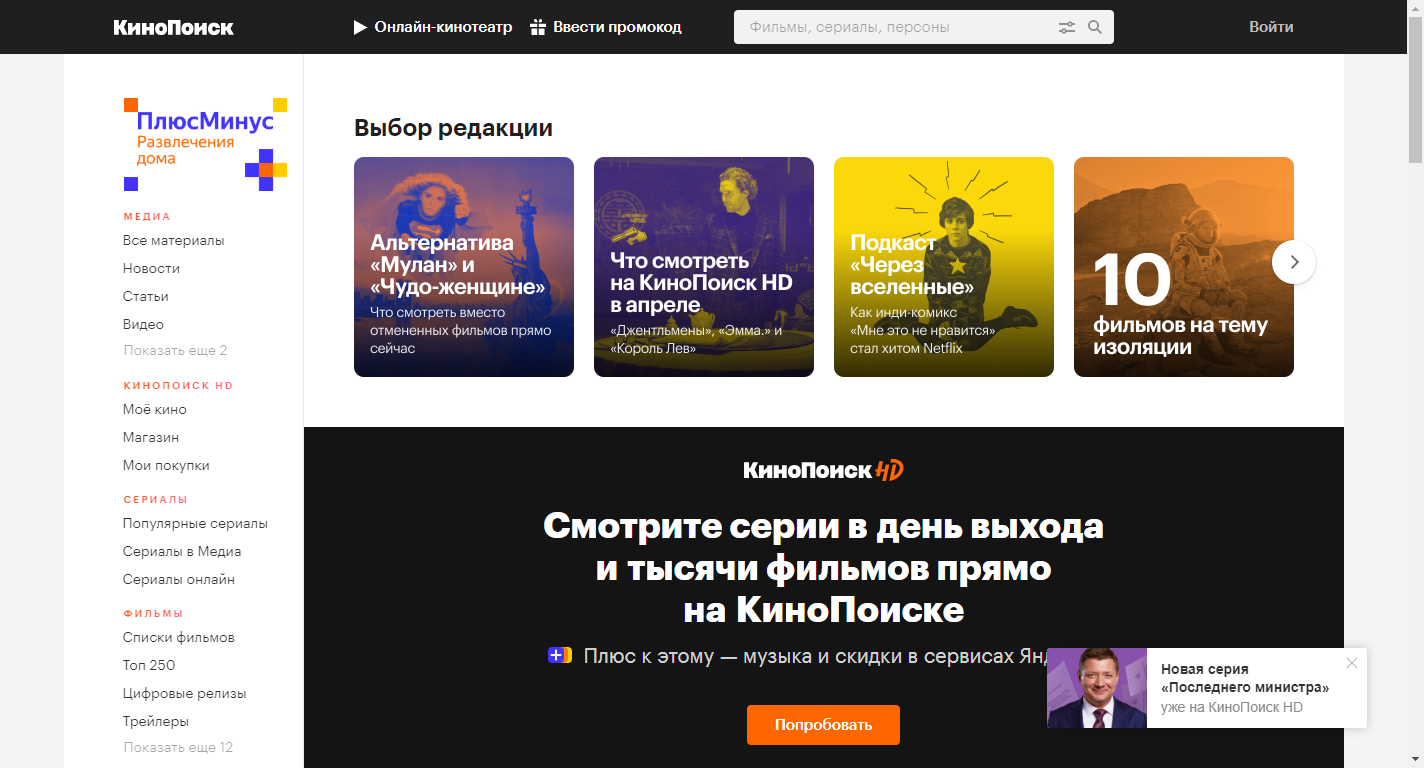 КиноПоиск
Онлайн-кинотеатр
Ввести промокод
Фильмы, сериалы, персоны
Войти
ПлюсМинус
Развлечения
дома
МЕДИА
Все материалы
Новости
Статьи
Видео
Показать еще 2
КИНОПОИСК HD
Моё кино
Магазин
Мои покупки
СЕРИАЛЫ
Популярные сериалы
Сериалы в Медиа
Сериалы онлайн
ФИЛЬМЫ
Списки фильмов
Топ 250
Цифровые релизы
Трейлеры
Показать еще 12
Выбор редакции
Альтернатива
«Мулан» и
«Чудо-женщине»
Что смотреть вместо
отмененных фильмов прямо
сейчас
Что смотреть
на КиноПоиск HD
в апреле
«Джентльмены», «Эмма.» и
«Король Лев»
Подкаст
«Через
вселенные»
Как инди-комикс
«Мне это не нравится»
стал хитом Netflix
10
фильмов на тему
изоляции
КиноПоиск HD
Смотрите серии в день выхода
и тысячи фильмов прямо
на КиноПоиске
Плюс к этому — музыка и скидки в сервисах Янд
Попробовать
Новая серия
«Последнего министра»
уже на КиноПоиск HD